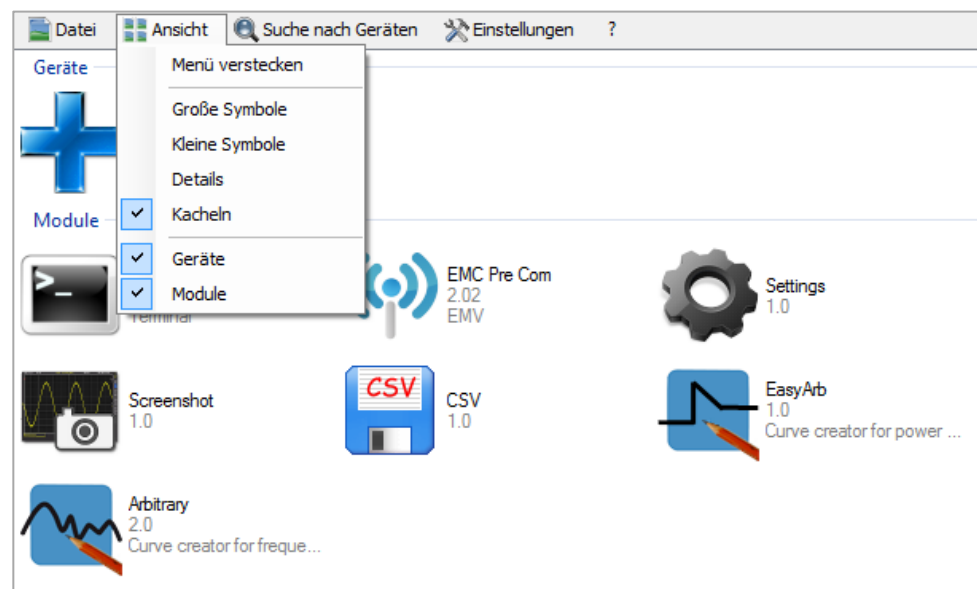 Datei Ansicht Suche nach Geräten Einstellungen ?
Geräte
Menü verstecken
Große Symbole
Kleine Symbole
Details
Kacheln
Geräte
Module
Module
>_
Terminal
EMC Pre Com
2.02
EMV
Settings
1.0
Screenshot
1.0
CSV
CSV
1.0
EasyArb
1.0
Curve creator for power ...
Arbitrary
2.0
Curve creator for freque...